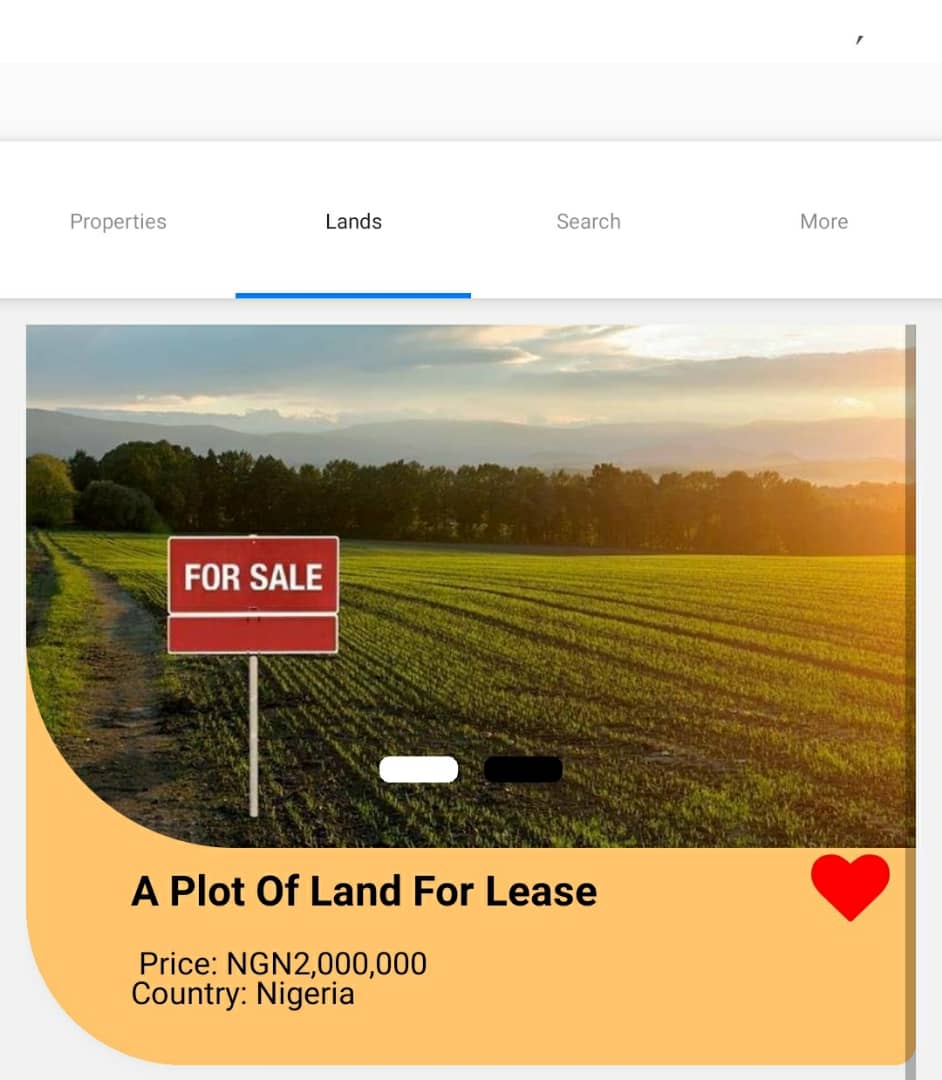 Properties
Lands
Search
More
FOR SALE
A Plot Of Land For Lease
Price: NGN2,000,000
Country: Nigeria